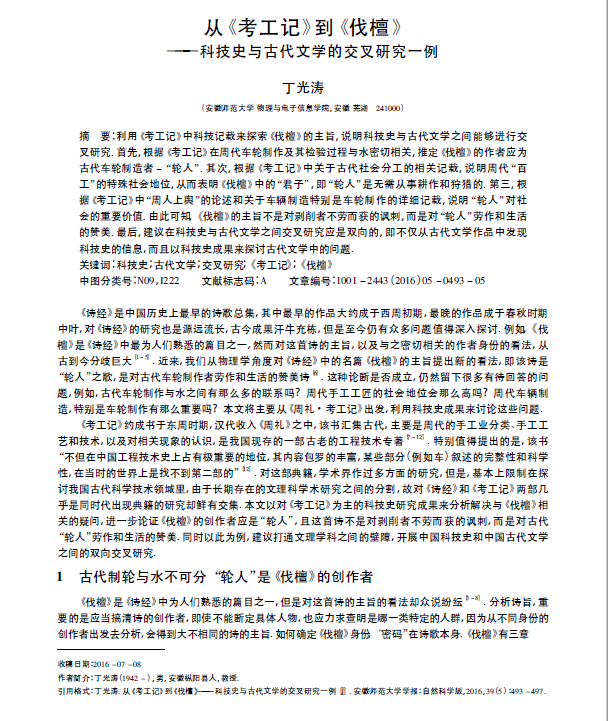 从《考工记》到《伐檀》
——科技史与古代文学的交叉研究一例
丁光涛
(安徽师范大学 物理与电子信息学院,安徽 芜湖 241000)
摘 要:利用《考工记》中科技记载来探索《伐檀》的主旨,说明科技史与古代文学之间能够进行交
叉研究.首先,根据《考工记》在周代车轮制作及其检验过程与水密切相关,推定《伐檀》的作者应为
古代车轮制造者-“轮人”.其次,根据《考工记》中关于古代社会分工的相关记载,说明周代“百
工”的特殊社会地位,从而表明《伐檀》中的“君子”,即“轮人”是无需从事耕作和狩猎的.第三,根
据《考工记》中“周人上舆”的论述和关于车辆制造特别是车轮制作的详细记载,说明“轮人”对社
会的重要价值.由此可知,《伐檀》的主旨不是对剥削者不劳而获的讽刺,而是对“轮人”劳作和生活
的赞美.最后,建议在科技史与古代文学之间交叉研究应是双向的,即不仅从古代文学作品中发现
科技史的信息,而且以科技史成果来探讨古代文学中的问题.
关键词:科技史;古代文学;交叉研究;《考工记》;《伐檀》
中图分类号:N09,I222 文献标志码:A 文章编号:1001-2443(2016)05-0493-05
《诗经》是中国历史上最早的诗歌总集,其中最早的作品大约成于西周初期,最晚的作品成于春秋时期
中叶,对《诗经》的研究也是源远流长,古今成果汗牛充栋,但是至今仍有众多问题值得深入探讨.例如,《伐
檀》是《诗经》中最为人们熟悉的篇目之一,然而对这首诗的主旨,以及与之密切相关的作者身份的看法,从
古到今分歧巨大[1-5].近来,我们从物理学角度对《诗经》中的名篇《伐檀》的主旨提出新的看法,即该诗是
“轮人”之歌,是对古代车轮制作者劳作和生活的赞美诗[6].这种论断是否成立,仍然留下很多有待回答的问
题,例如,古代车轮制作与水之间有那么多的联系吗?周代手工工匠的社会地位会那么高吗?周代车辆制
造,特别是车轮制作有那么重要吗?本文将主要从《周礼·考工记》出发,利用科技史成果来讨论这些问题.
《考工记》约成书于东周时期,汉代收入《周礼》之中,该书汇集古代,主要是周代的手工业分类、手工工
艺和技术,以及对相关现象的认识,是我国现存的一部古老的工程技术专著[7-12].特别值得提出的是,该书
“不但在中国工程技术史上占有极重要的地位,其内容包罗的丰富,某些部分(例如车)叙述的完整性和科学
性,在当时的世界上是找不到第二部的”[12].对这部典籍,学术界作过多方面的研究,但是,基本上限制在探
讨我国古代科学技术领域里,由于长期存在的文理科学术研究之间的分割,故对《诗经》和《考工记》两部几
乎是同时代出现典籍的研究却鲜有交集.本文以对《考工记》为主的科技史研究成果来分析解决与《伐檀》相
关的疑问,进一步论证《伐檀》的创作者应是“轮人”,且这首诗不是对剥削者不劳而获的讽刺,而是对古代
“轮人”劳作和生活的赞美.同时以此为例,建议打通文理学科之间的壁障,开展中国科技史和中国古代文学
之间的双向交叉研究.
1 古代制轮与水不可分 “轮人”是《伐檀》的创作者
《伐檀》是《诗经》中为人们熟悉的篇目之一,但是对这首诗的主旨的看法却众说纷纭[1-6].分析诗旨,重
要的是应当搞清诗的创作者,即使不能断定具体人物,也应力求查明是哪一类特定的人群,因为从不同身份的
创作者出发去分析,会得到大不相同的诗的主旨.如何确定《伐檀》身份,“密码”在诗歌本身.《伐檀》有三章
收稿日期:2016-07-08
作者简介:丁光涛(1942-),男,安徽枞阳县人,教授.
引用格式:丁光涛.从《考工记》到《伐檀》——科技史与古代文学的交叉研究一例[J].安徽师范大学学报:自然科学版,2016,39(5):493-497.